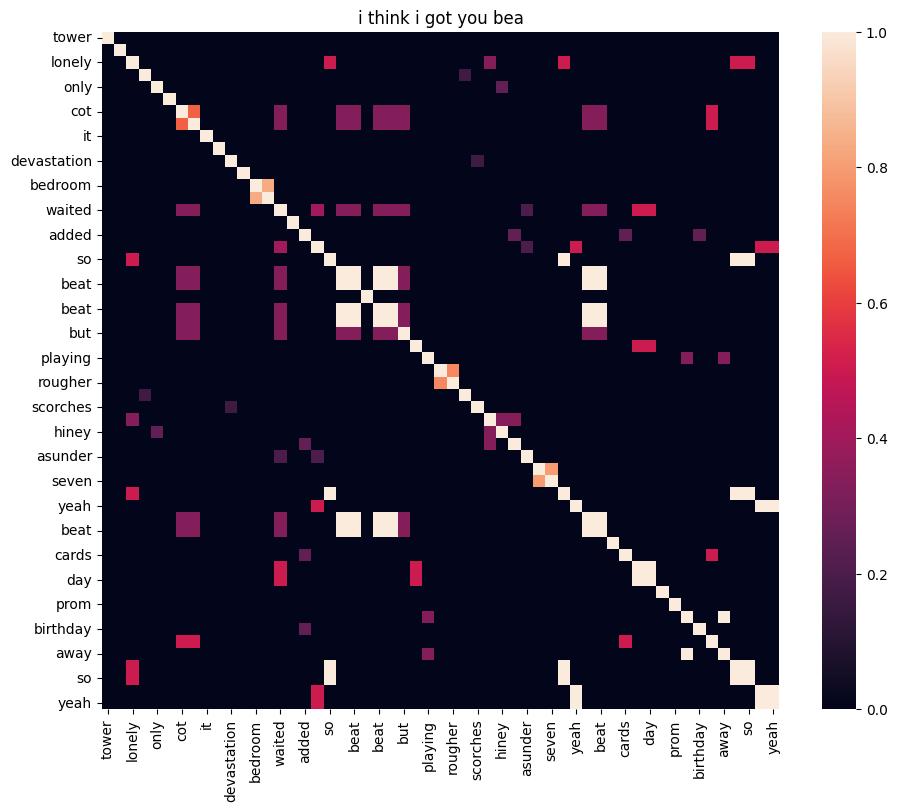 i think i got you bea
tower
lonely
only
cot
it
devastation
bedroom
waited
added
so
beat
beat
but
playing
rougher
scorches
hiney
asunder
seven
yeah
beat
cards
day
prom
birthday
away
so
yeah
tower
lonely
only
cot
it
devastation
bedroom
waited
added
so
beat
beat
but
playing
rougher
scorches
hiney
asunder
seven
yeah
beat
cards
day
prom
birthday
away
so
yeah
1.0
0.8
0.6
0.4
0.2
0.0